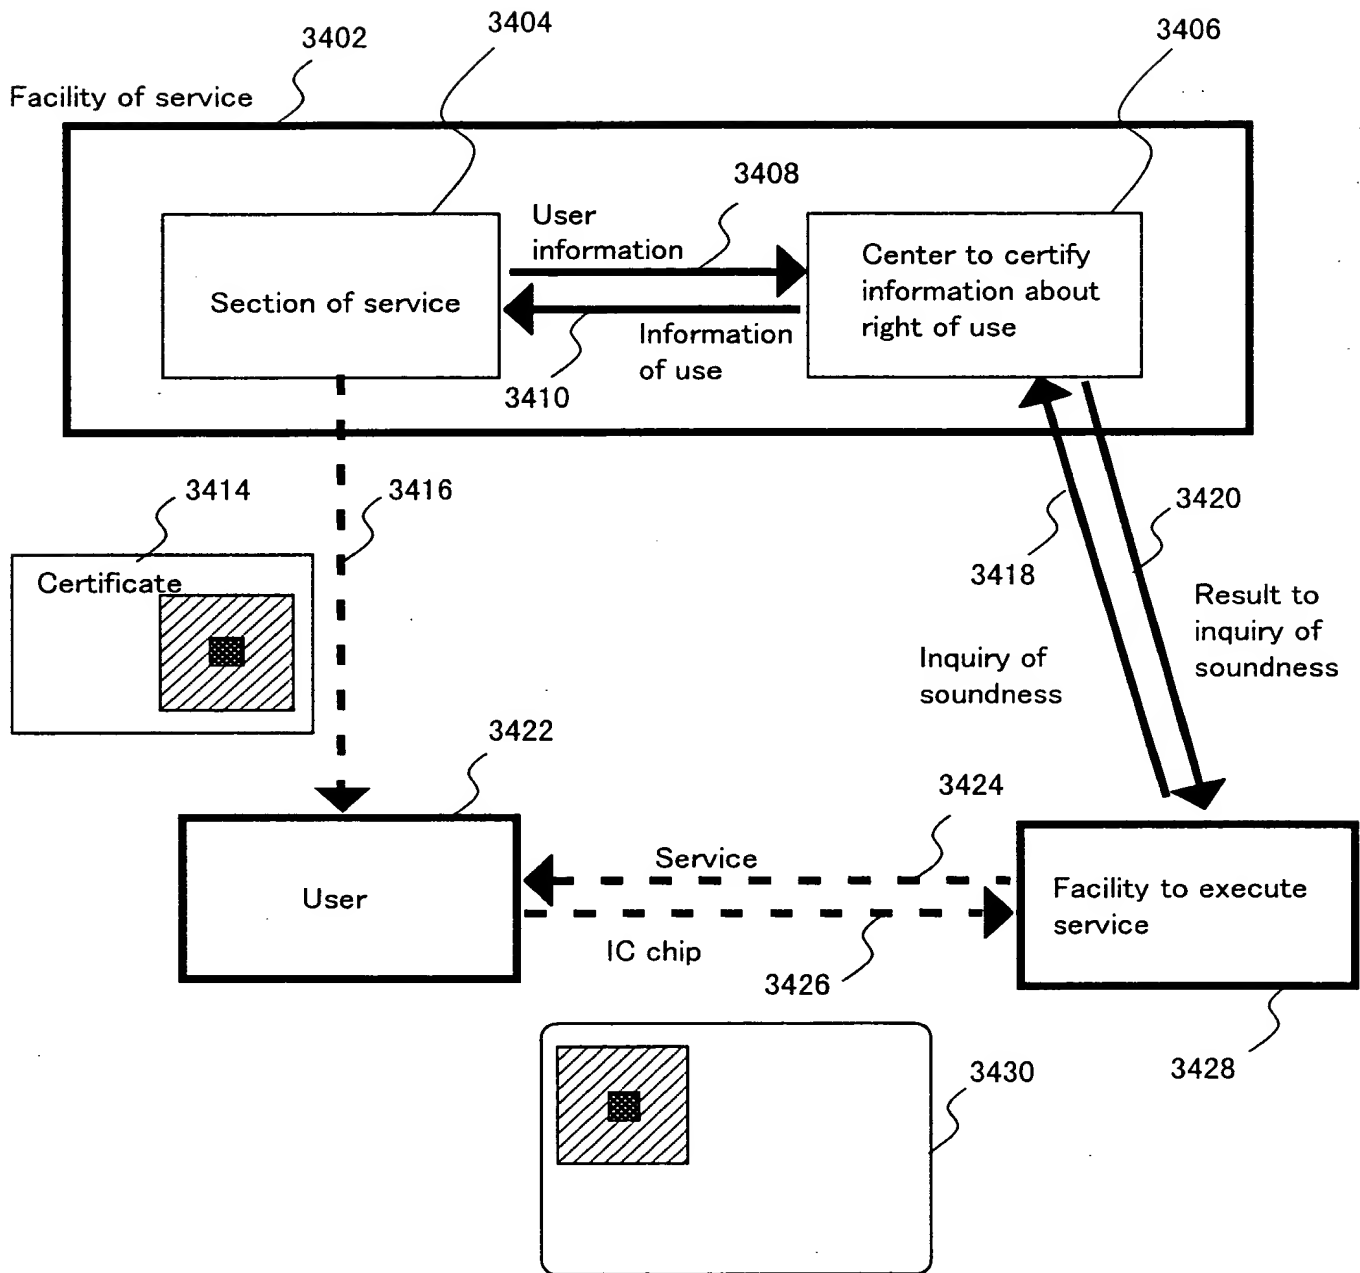 3402
3404
3406
Facility of service
3408
User
information
Section of service
Center to certify
information about
right of use
Information
of use
3410
3414
3416
Certificate
3418
3420
Result to
inquiry of
soundness
Inquiry of
soundness
3422
3424
Service
User
Facility to execute
service
IC chip
3426
3428
3430